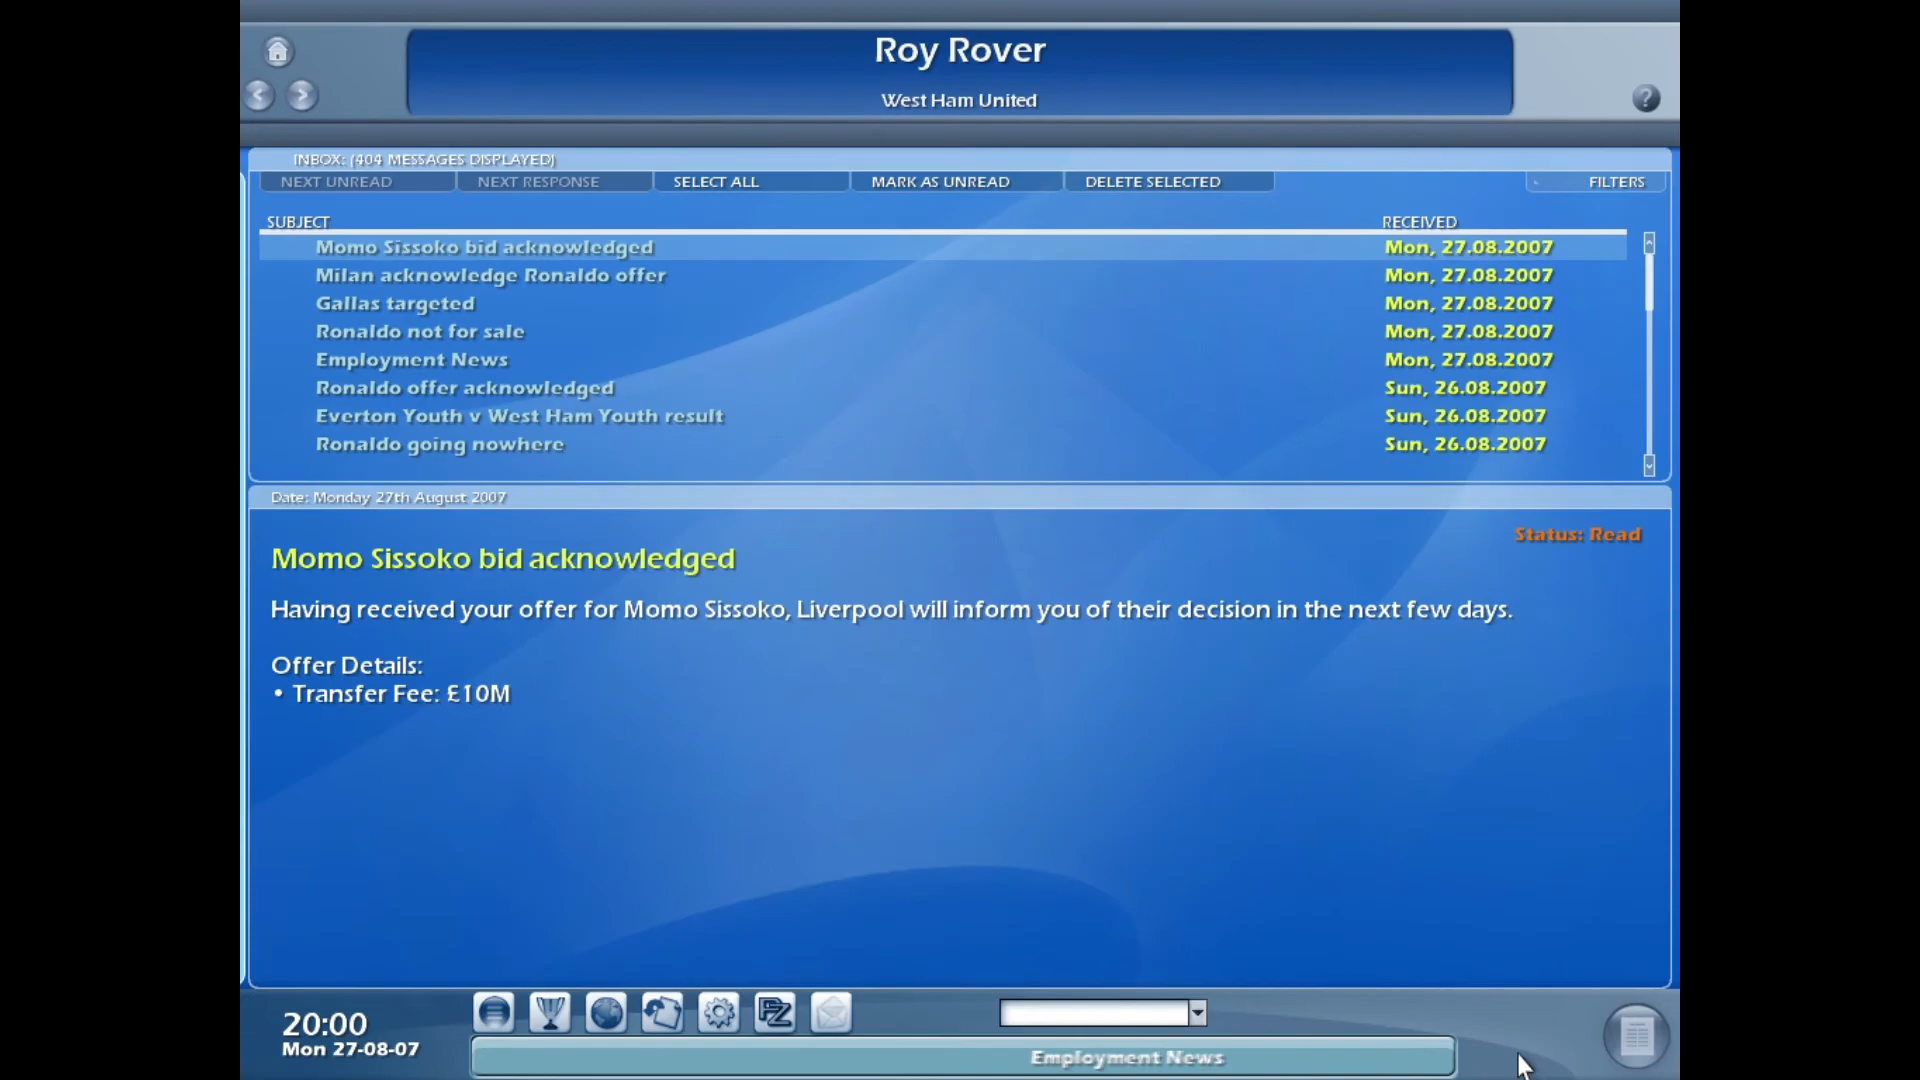 Roy Rover
West Ham United
?
INBOX: (404 MESSAGES DISPLAYED)
NEXT UNREAD NEXT RESPONSE SELECT ALL MARK AS UNREAD DELETE SELECTED FILTERS
SUBJECT RECEIVED
Momo Sissoko bid acknowledged Mon, 27.08.2007
Milan acknowledge Ronaldo offer Mon, 27.08.2007
Gallas targeted Mon, 27.08.2007
Ronaldo not for sale Mon, 27.08.2007
Employment News Mon, 27.08.2007
Ronaldo offer acknowledged Sun, 26.08.2007
Everton Youth v West Ham Youth result Sun, 26.08.2007
Ronaldo going nowhere Sun, 26.08.2007
Date: Monday 27th August 2007
Status: Read
Momo Sissoko bid acknowledged
Having received your offer for Momo Sissoko, Liverpool will inform you of their decision in the next few days.
Offer Details:
• Transfer Fee: £10M
20:00
Mon 27-08-07
FZ
Employment News